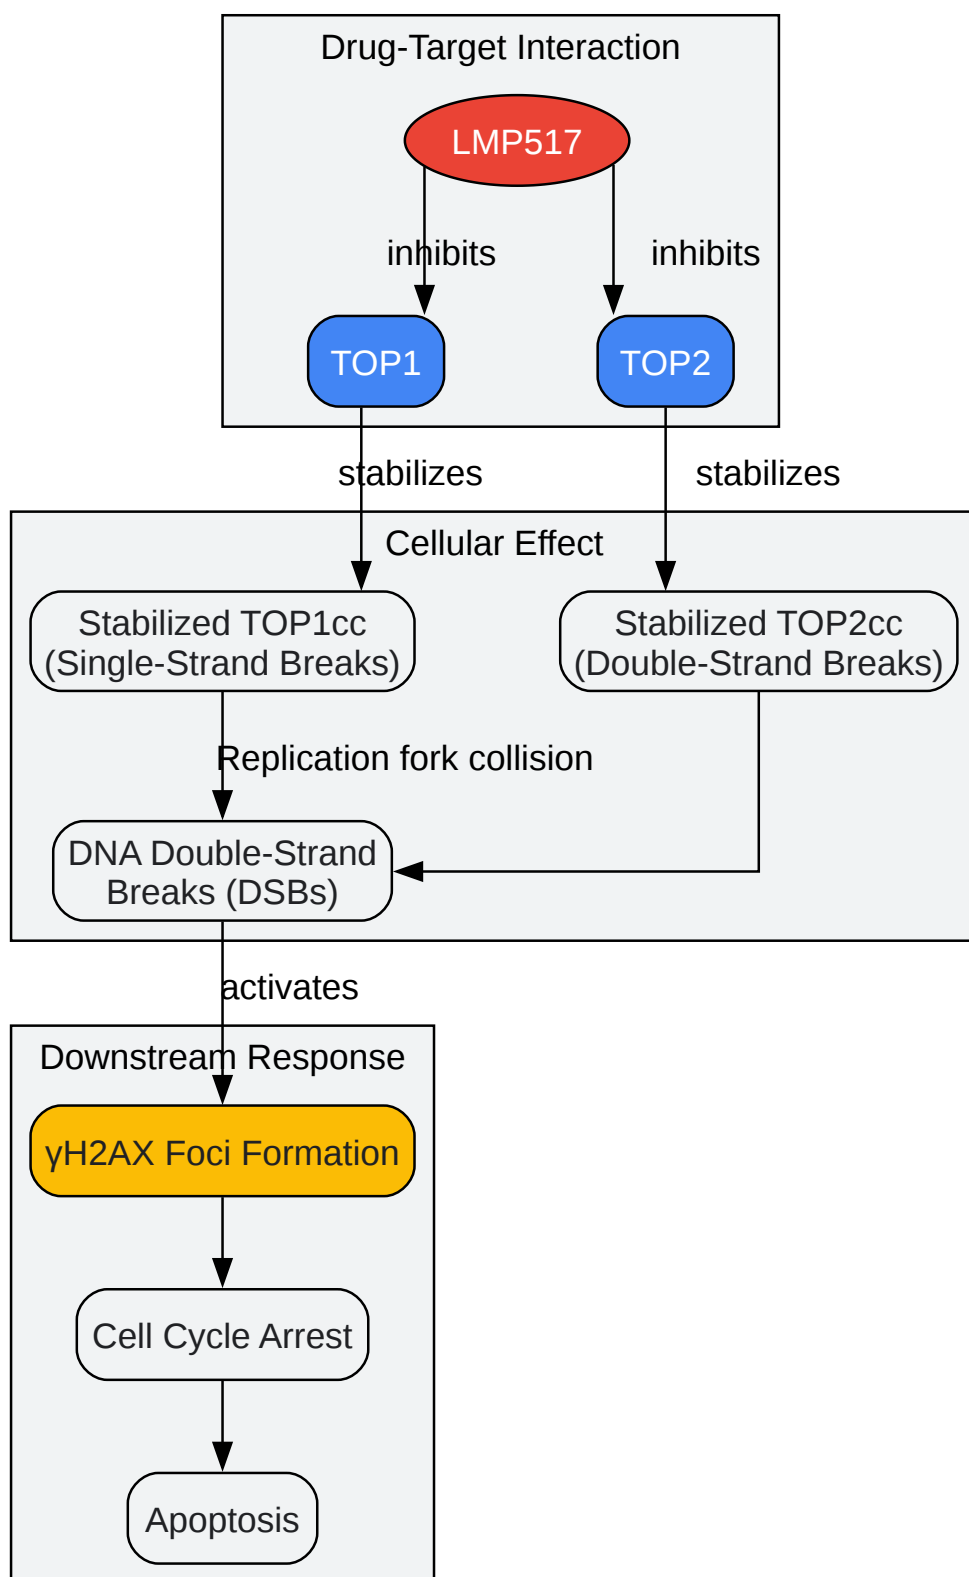 Drug-Target Interaction
LMP517
inhibits
inhibits
TOP1
TOP2
stabilizes
stabilizes
Cellular Effect
Stabilized TOP1cc
(Single-Strand Breaks)
Stabilized TOP2cc
(Double-Strand Breaks)
Replication fork collision
DNA Double-Strand
Breaks (DSBs)
activates
Downstream Response
γH2AX Foci Formation
Cell Cycle Arrest
Apoptosis